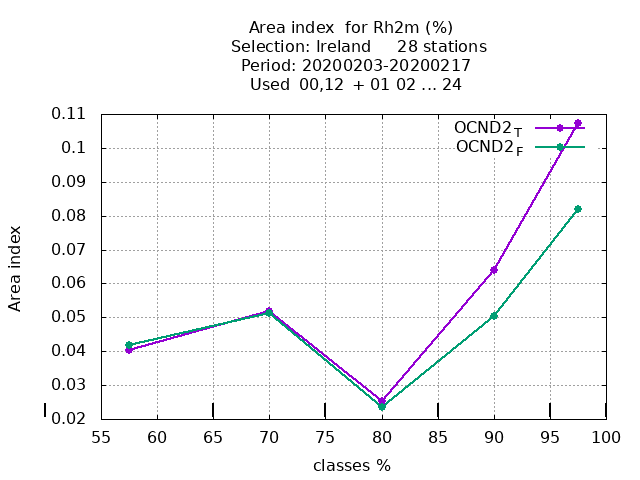 Area index  for Rh2m (%)
Selection: Ireland     28 stations
Period: 20200203-20200217
Used  00,12  + 01 02 ... 24
0.11
0.1
0.09
0.08
0.07
0.06
0.05
0.04
0.03
0.02
Area index
OCND2T
OCND2F
55 60 65 70 75 80 85 90 95 100
classes %